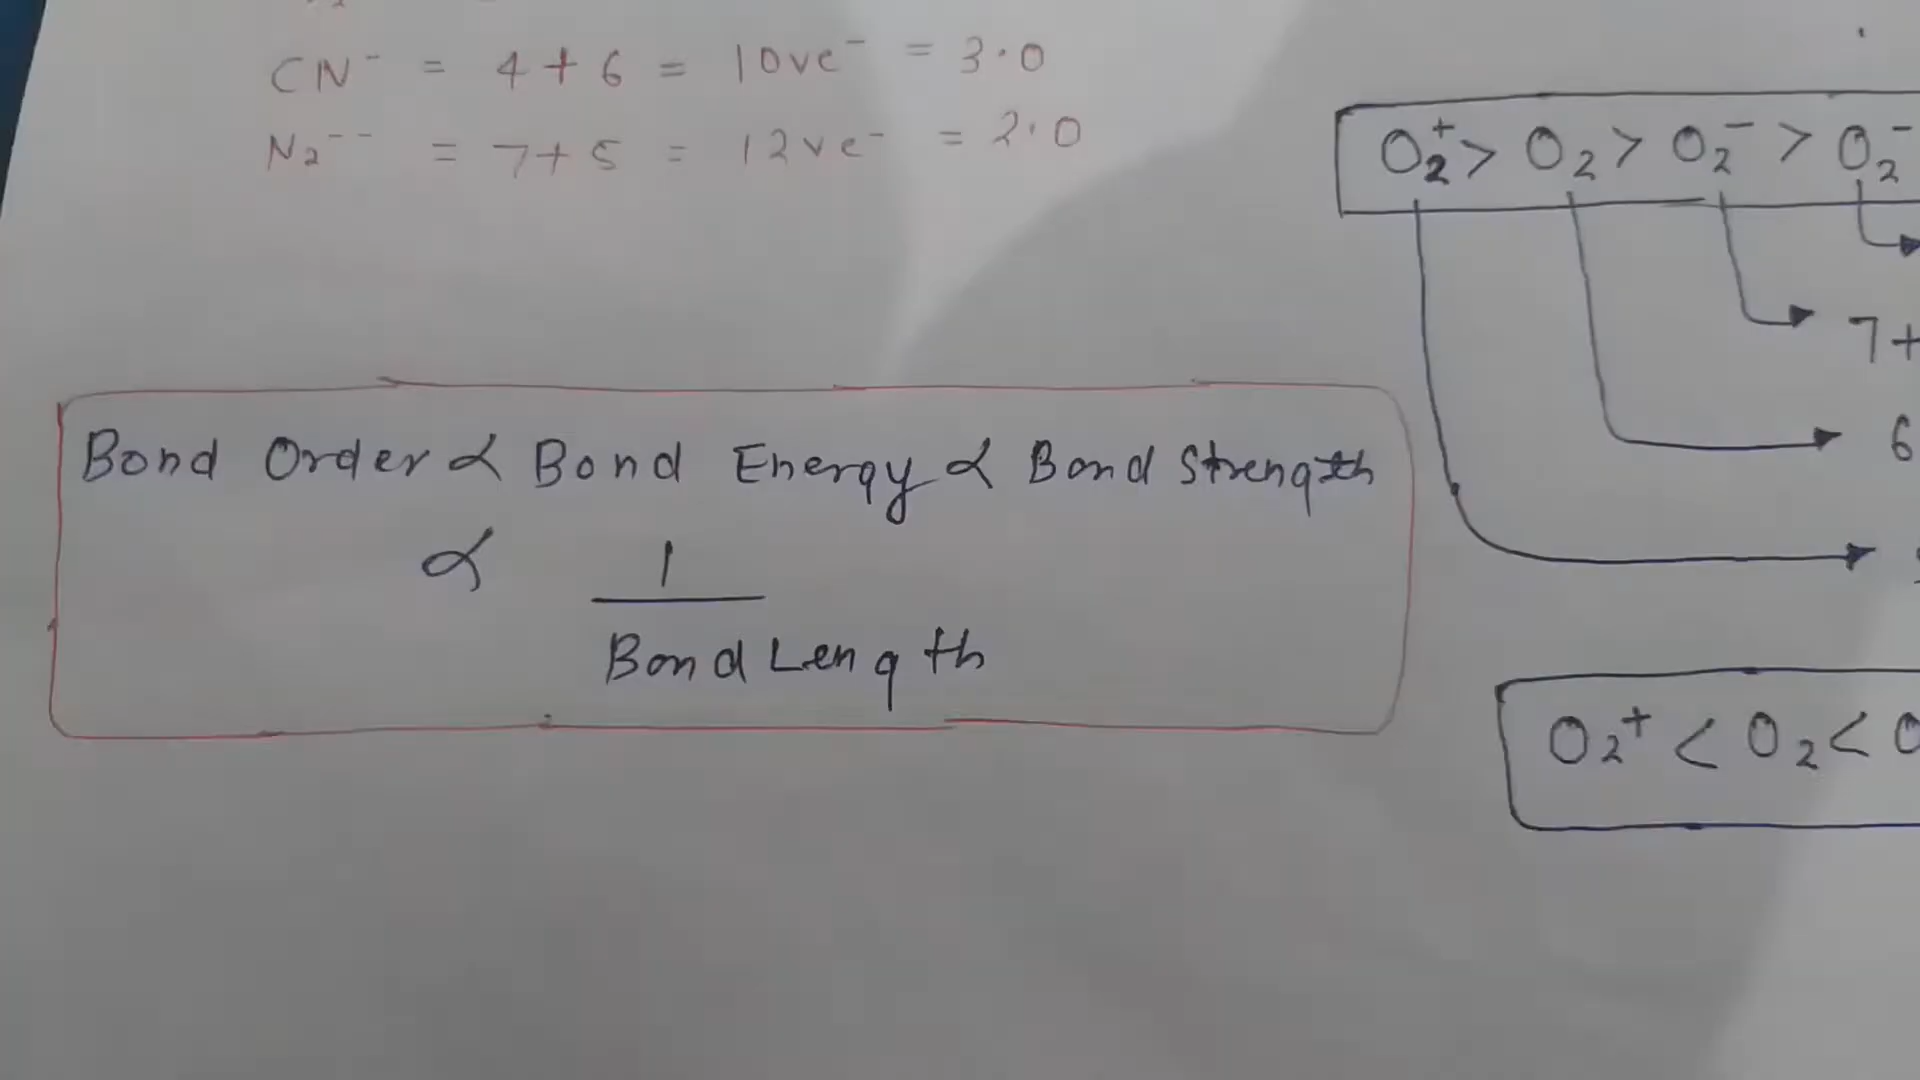 CN⁻ = 4+6 = 10ve⁻ = 3.0
N₂⁻⁻ = 7+5 = 12ve⁻ = 2.0
Bond Order ∝ Bond Energy ∝ Bond Strength
∝ 1
Bond Length
O₂⁺ > O₂ > O₂⁻ > O₂⁻
7+
6
O₂⁺ < O₂ <